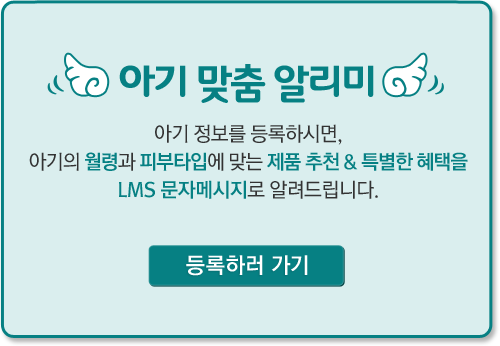 아기 맞춤 알리미
아기 정보를 등록하시면,
아기의 월령과 피부타입에 맞는 제품 추천 & 특별한 혜택을
LMS 문자메시지로 알려드립니다.
등록하러 가기